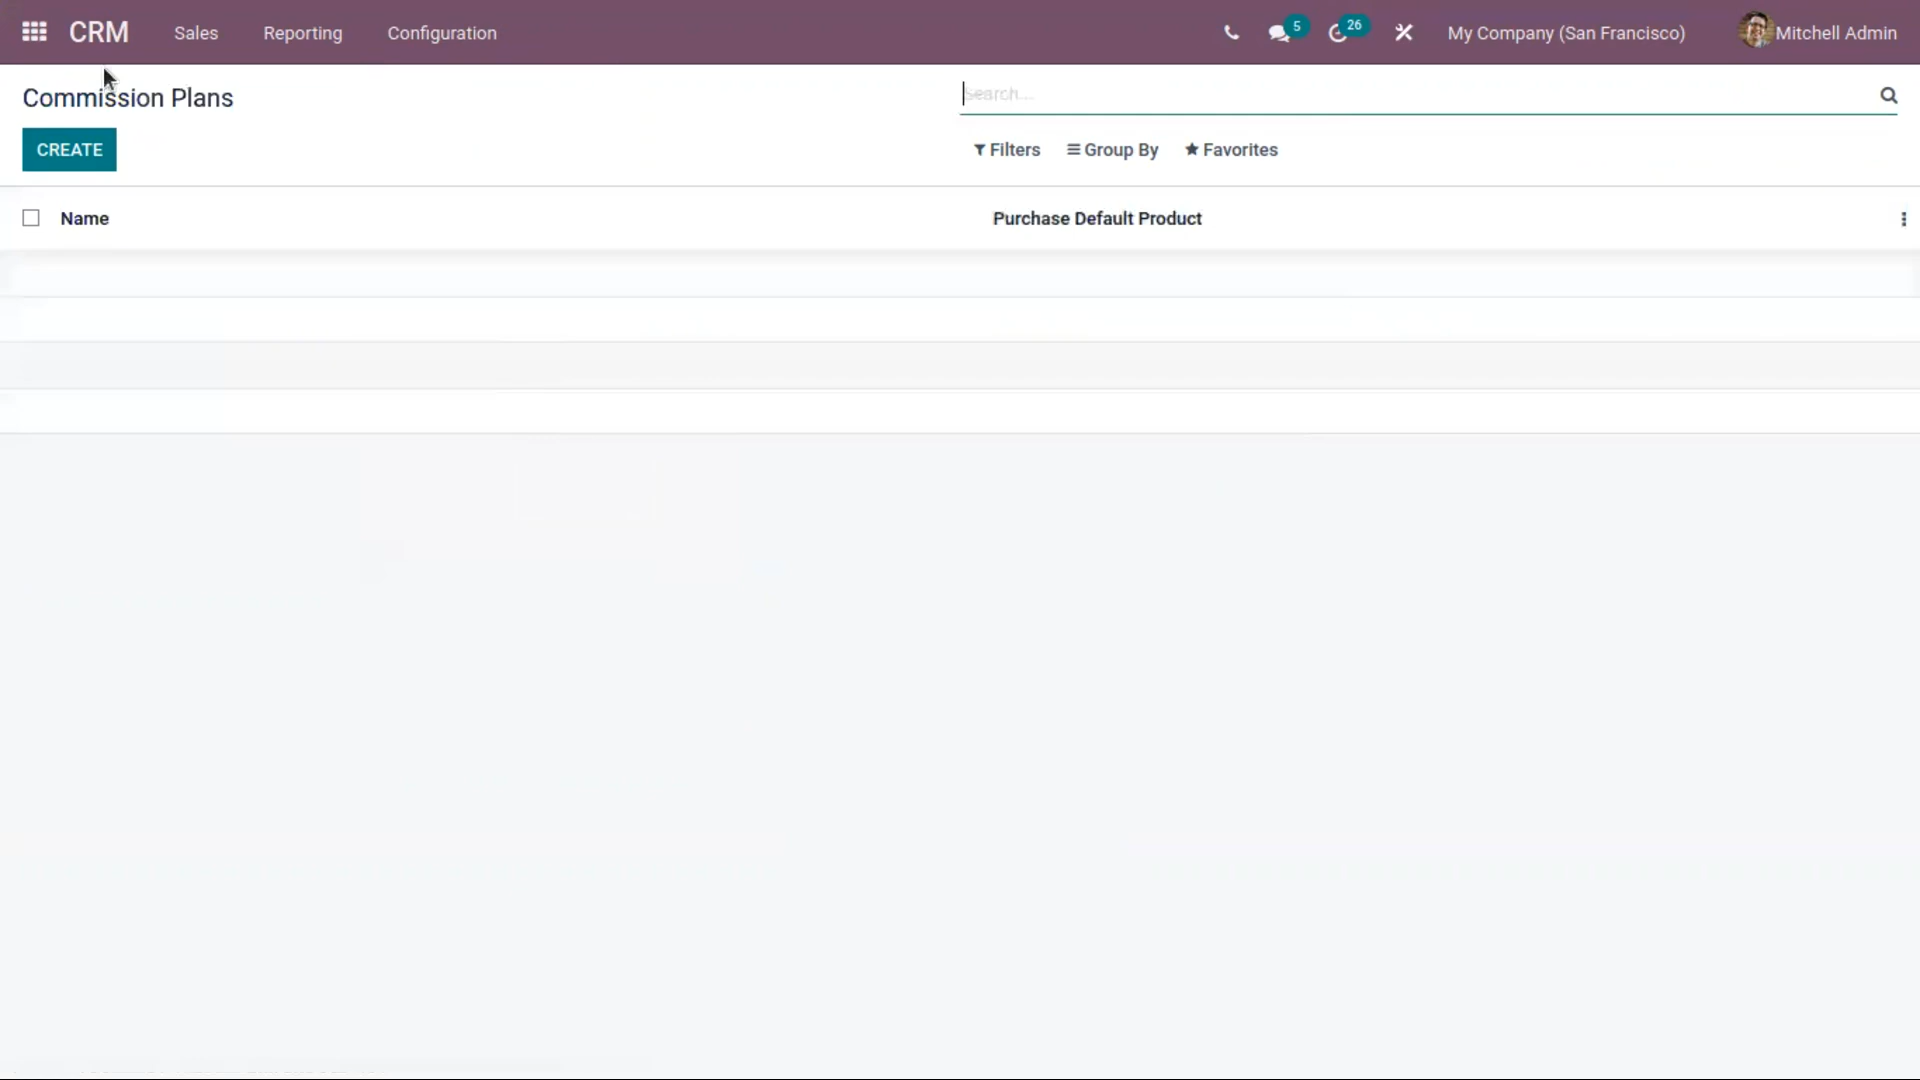 CRM Sales Reporting Configuration 5 26 My Company (San Francisco) Mitchell Admin
Commission Plans
Search...
CREATE
Filters Group By Favorites
Name Purchase Default Product